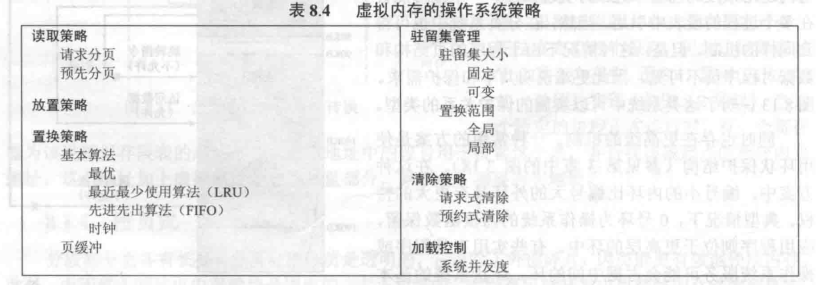 表 8.4 虚拟内存的操作系统策略
读取策略
请求分页
预先分页
放置策略
置换策略
基本算法
最优
最近最少使用算法（LRU）
先进先出算法（FIFO）
时钟
页缓冲
驻留集管理
驻留集大小
固定
可变
置换范围
全局
局部
清除策略
请求式清除
预约式清除
加载控制
系统并发度